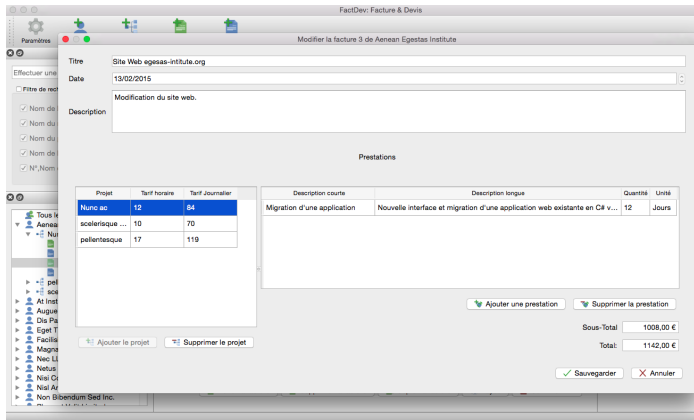 FactDev: Facture & Devis
Paramètres
Modifier la facture 3 de Aenean Egestas Institute
Effectuer une
Filtre de rec
Nom de
Nom du
Nom du
Nom de
N°,Nom
Titre
Site Web egesas-intitute.org
Date
13/02/2015
Description
Modification du site web.
Prestations
Projet Tarif horaire Tarif Journalier
Nunc ac 12 84
scelerisque ... 10 70
pellentesque 17 119
Description courte Description longue Quantité Unité
Migration d'une application Nouvelle interface et migration d'une application web existante en C# v... 12 Jours
Ajouter une prestation Supprimer la prestation
Sous-Total 1008,00 €
Total: 1142,00 €
Ajouter le projet Supprimer le projet
Sauvegarder Annuler
Tous le
Aenea
Nu
pel
sce
At Inst
Augue
Dis Pa
Eget T
Facilis
Magna
Nec LL
Netus
Nisi Co
Nisl Ar
Non Bibendum Sed Inc.